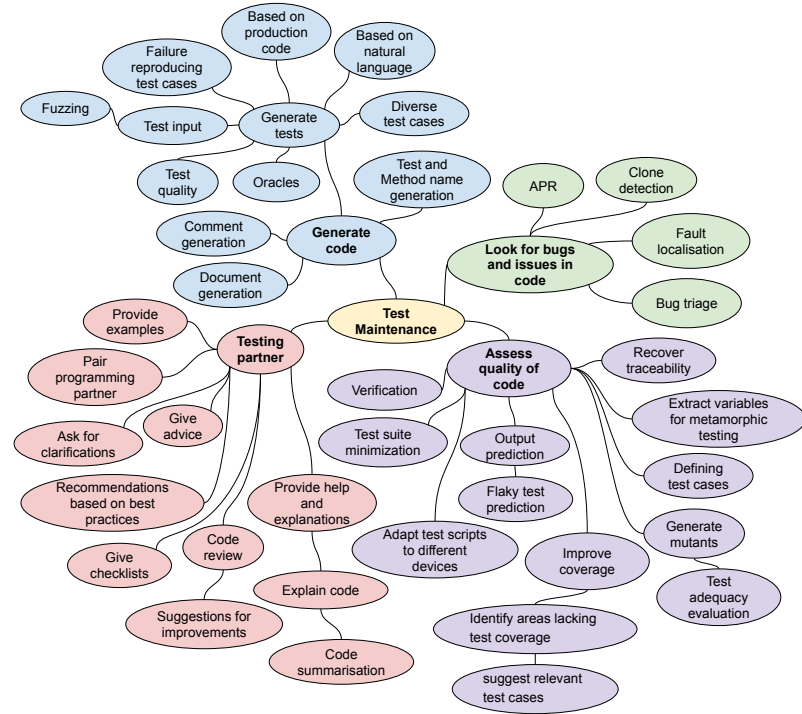 Based on
production
code
Based on
natural
language
Failure
reproducing
test cases
Fuzzing
Test input
Generate
tests
Diverse
test cases
Test
quality
Oracles
Test and
Method name
generation
Comment
generation
Generate
code
Document
generation
APR
Clone
detection
Look for bugs
and issues in
code
Fault
localisation
Bug triage
Test
Maintenance
Provide
examples
Testing
partner
Pair
programming
partner
Give
advice
Ask for
clarifications
Recommendations
based on best
practices
Give
checklists
Code
review
Suggestions for
improvements
Provide help
and
explanations
Explain code
Code
summarisation
Assess
quality of
code
Verification
Test suite
minimization
Output
prediction
Flaky test
prediction
Adapt test scripts
to different
devices
Recover
traceability
Extract variables
for metamorphic
testing
Defining
test cases
Generate
mutants
Test
adequacy
evaluation
Improve
coverage
Identify areas lacking
test coverage
suggest relevant
test cases